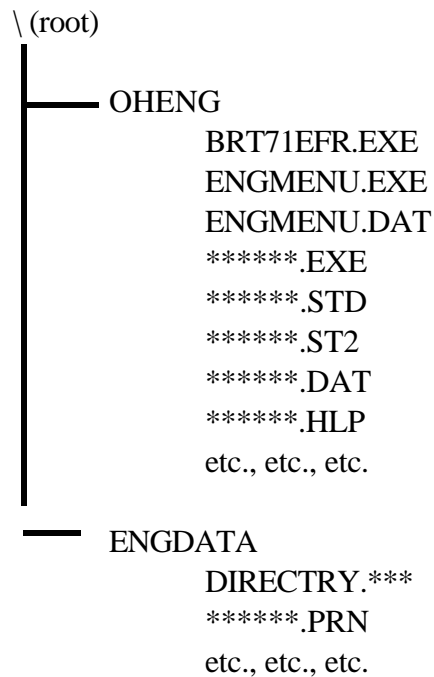 \ (root)
OHENG
BRT71EFR.EXE
ENGMENU.EXE
ENGMENU.DAT
******.EXE
******.STD
******.ST2
******.DAT
******.HLP
etc., etc., etc.
ENGDATA
DIRECTRY.***
******.PRN
etc., etc., etc.